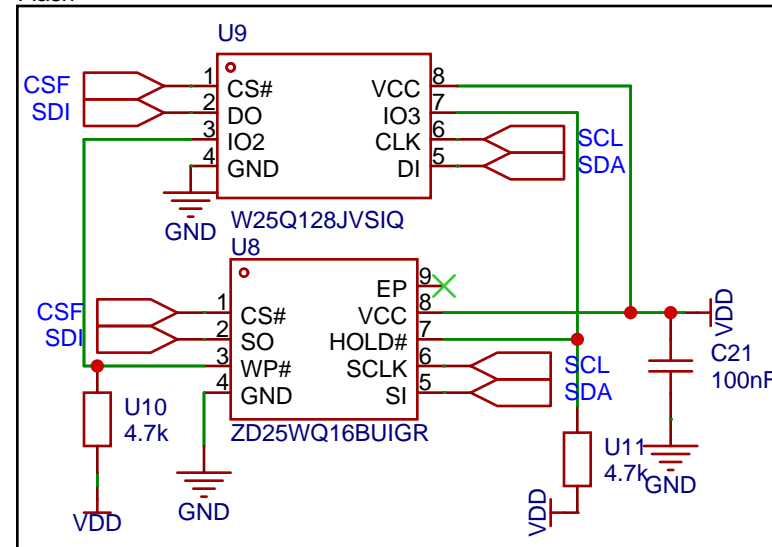 U9
CSF
SDI
1
2
3
4
CS#
DO
IO2
GND
VCC
IO3
CLK
DI
8
7
6
5
SCL
SDA
GND
W25Q128JVSIQ
U8
CSF
SDI
1
2
3
4
CS#
SO
WP#
GND
EP
VCC
HOLD#
SCLK
SI
9
8
7
6
5
SCL
SDA
VDD
C21
100nF
GND
ZD25WQ16BUIGR
U10
4.7k
VDD
GND
U11
4.7k
VDD